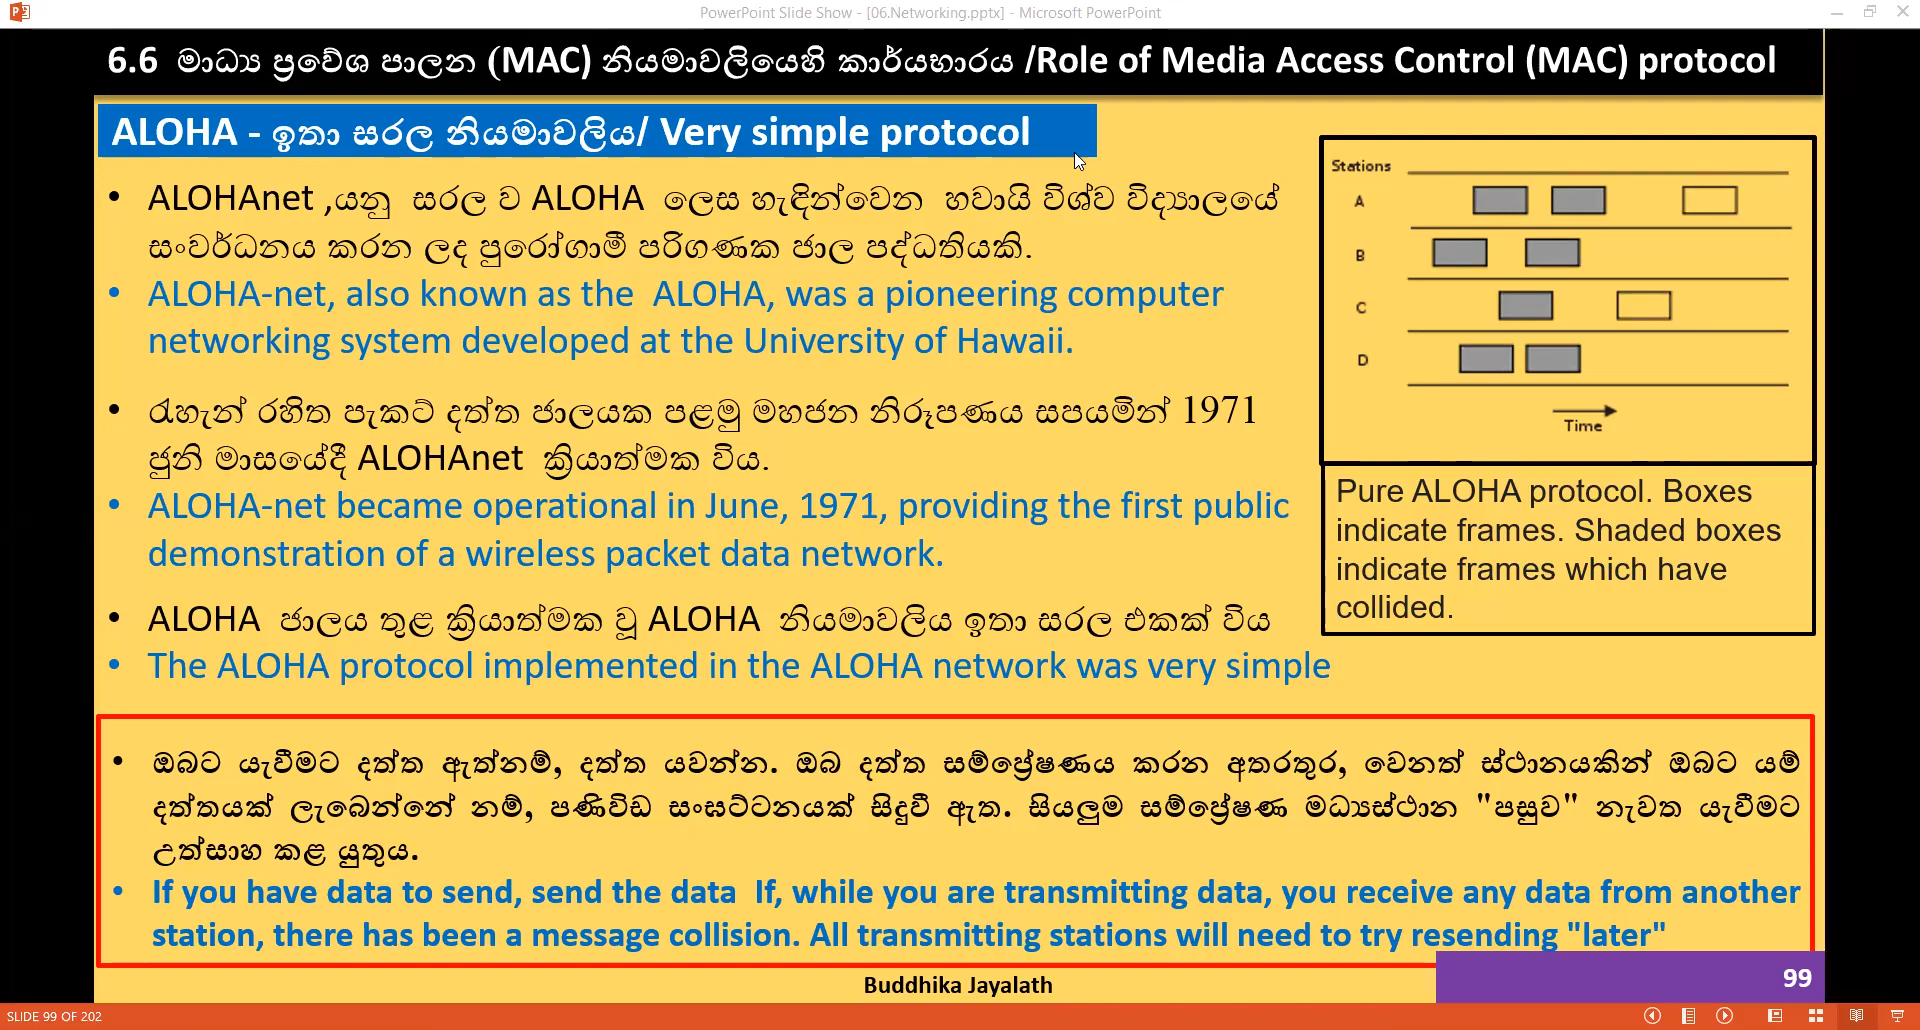 PowerPoint Slide Show - [06.Networking.pptx] - Microsoft PowerPoint
6.6 මාධ්‍ය ප්‍රවේශ පාලන (MAC) නියමාවලියෙහි කාර්යභාරය /Role of Media Access Control (MAC) protocol
ALOHA - ඉතා සරල නියමාවලිය/ Very simple protocol
• ALOHAnet ,යනු සරල ව ALOHA ලෙස හැඳින්වෙන හවායි විශ්ව විද්‍යාලයේ
සංවර්ධනය කරන ලද පුරෝගාමී පරිගණක ජාල පද්ධතියකි.
• ALOHA-net, also known as the ALOHA, was a pioneering computer
networking system developed at the University of Hawaii.
• රැහැන් රහිත පැකට් දත්ත ජාලයක පළමු මහජන නිරූපණය සපයමින් 1971
ජුනි මාසයේදී ALOHAnet ක්‍රියාත්මක විය.
• ALOHA-net became operational in June, 1971, providing the first public
demonstration of a wireless packet data network.
• ALOHA ජාලය තුළ ක්‍රියාත්මක වූ ALOHA නියමාවලිය ඉතා සරල එකක් විය
• The ALOHA protocol implemented in the ALOHA network was very simple
Stations
A
B
C
D
Time
Pure ALOHA protocol. Boxes
indicate frames. Shaded boxes
indicate frames which have
collided.
• ඔබට යැවීමට දත්ත ඇත්නම්, දත්ත යවන්න. ඔබ දත්ත සම්ප්‍රේෂණය කරන අතරතුර, වෙනත් ස්ථානයකින් ඔබට යම්
දත්තයක් ලැබෙන්නේ නම්, පණිවිඩ සංඝට්ටනයක් සිදුවී ඇත. සියලුම සම්ප්‍රේෂණ මධ්‍යස්ථාන "පසුව" නැවත යැවීමට
උත්සාහ කළ යුතුය.
• If you have data to send, send the data If, while you are transmitting data, you receive any data from another
station, there has been a message collision. All transmitting stations will need to try resending "later"
Buddhika Jayalath
99
SLIDE 99 OF 202